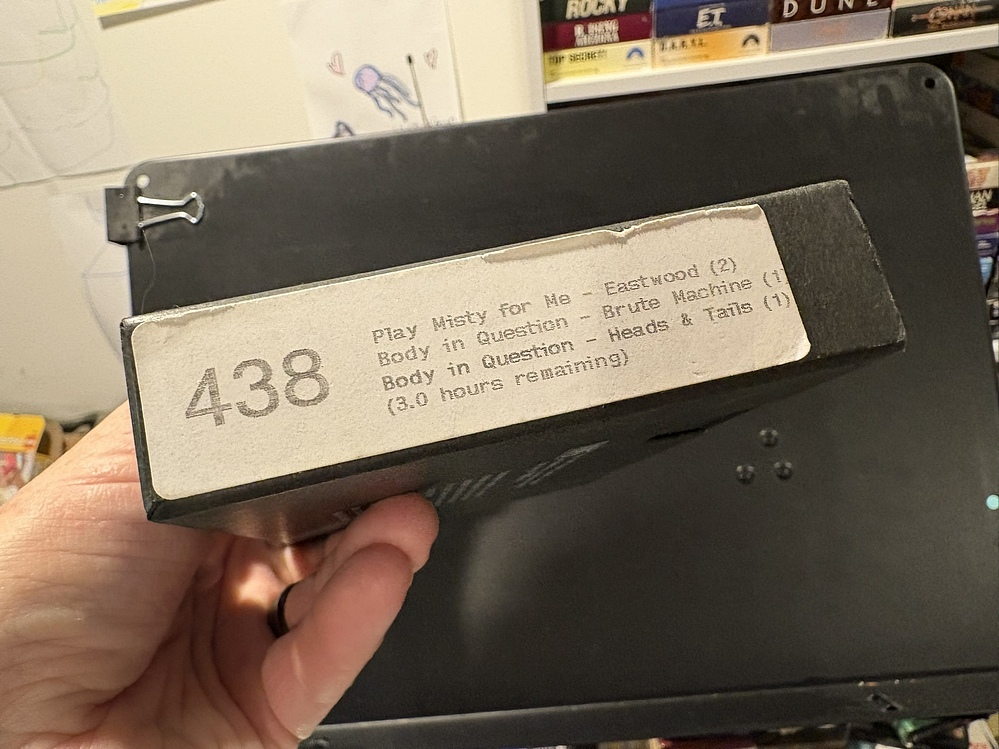 ROCKY
ET
DUNE
TOP SECRET!
438
Play Misty for Me - Eastwood (2)
Body in Question - Brute Machine (1
Body in Question - Heads & Tails (1)
(3.0 hours remaining)